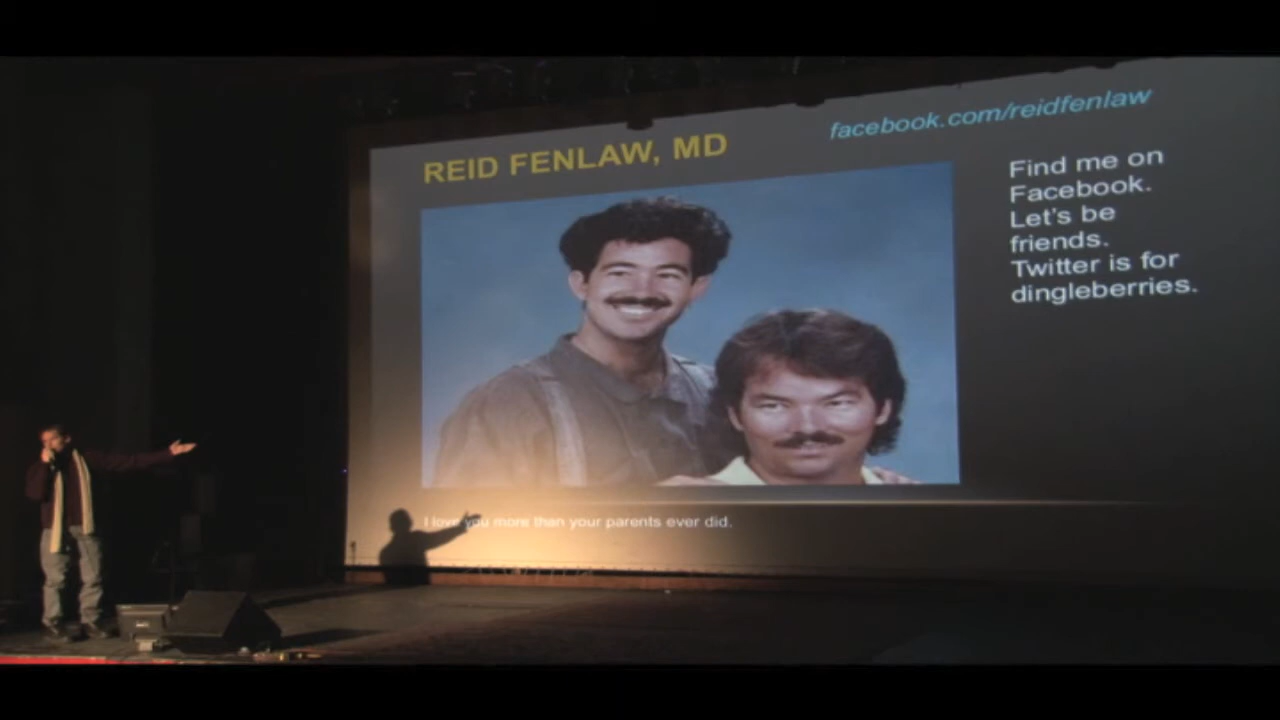 REID FENLAW, MD
facebook.com/reidfenlaw
Find me on
Facebook.
Let's be
friends.
Twitter is for
dingleberries.
I love you more than your parents ever did.